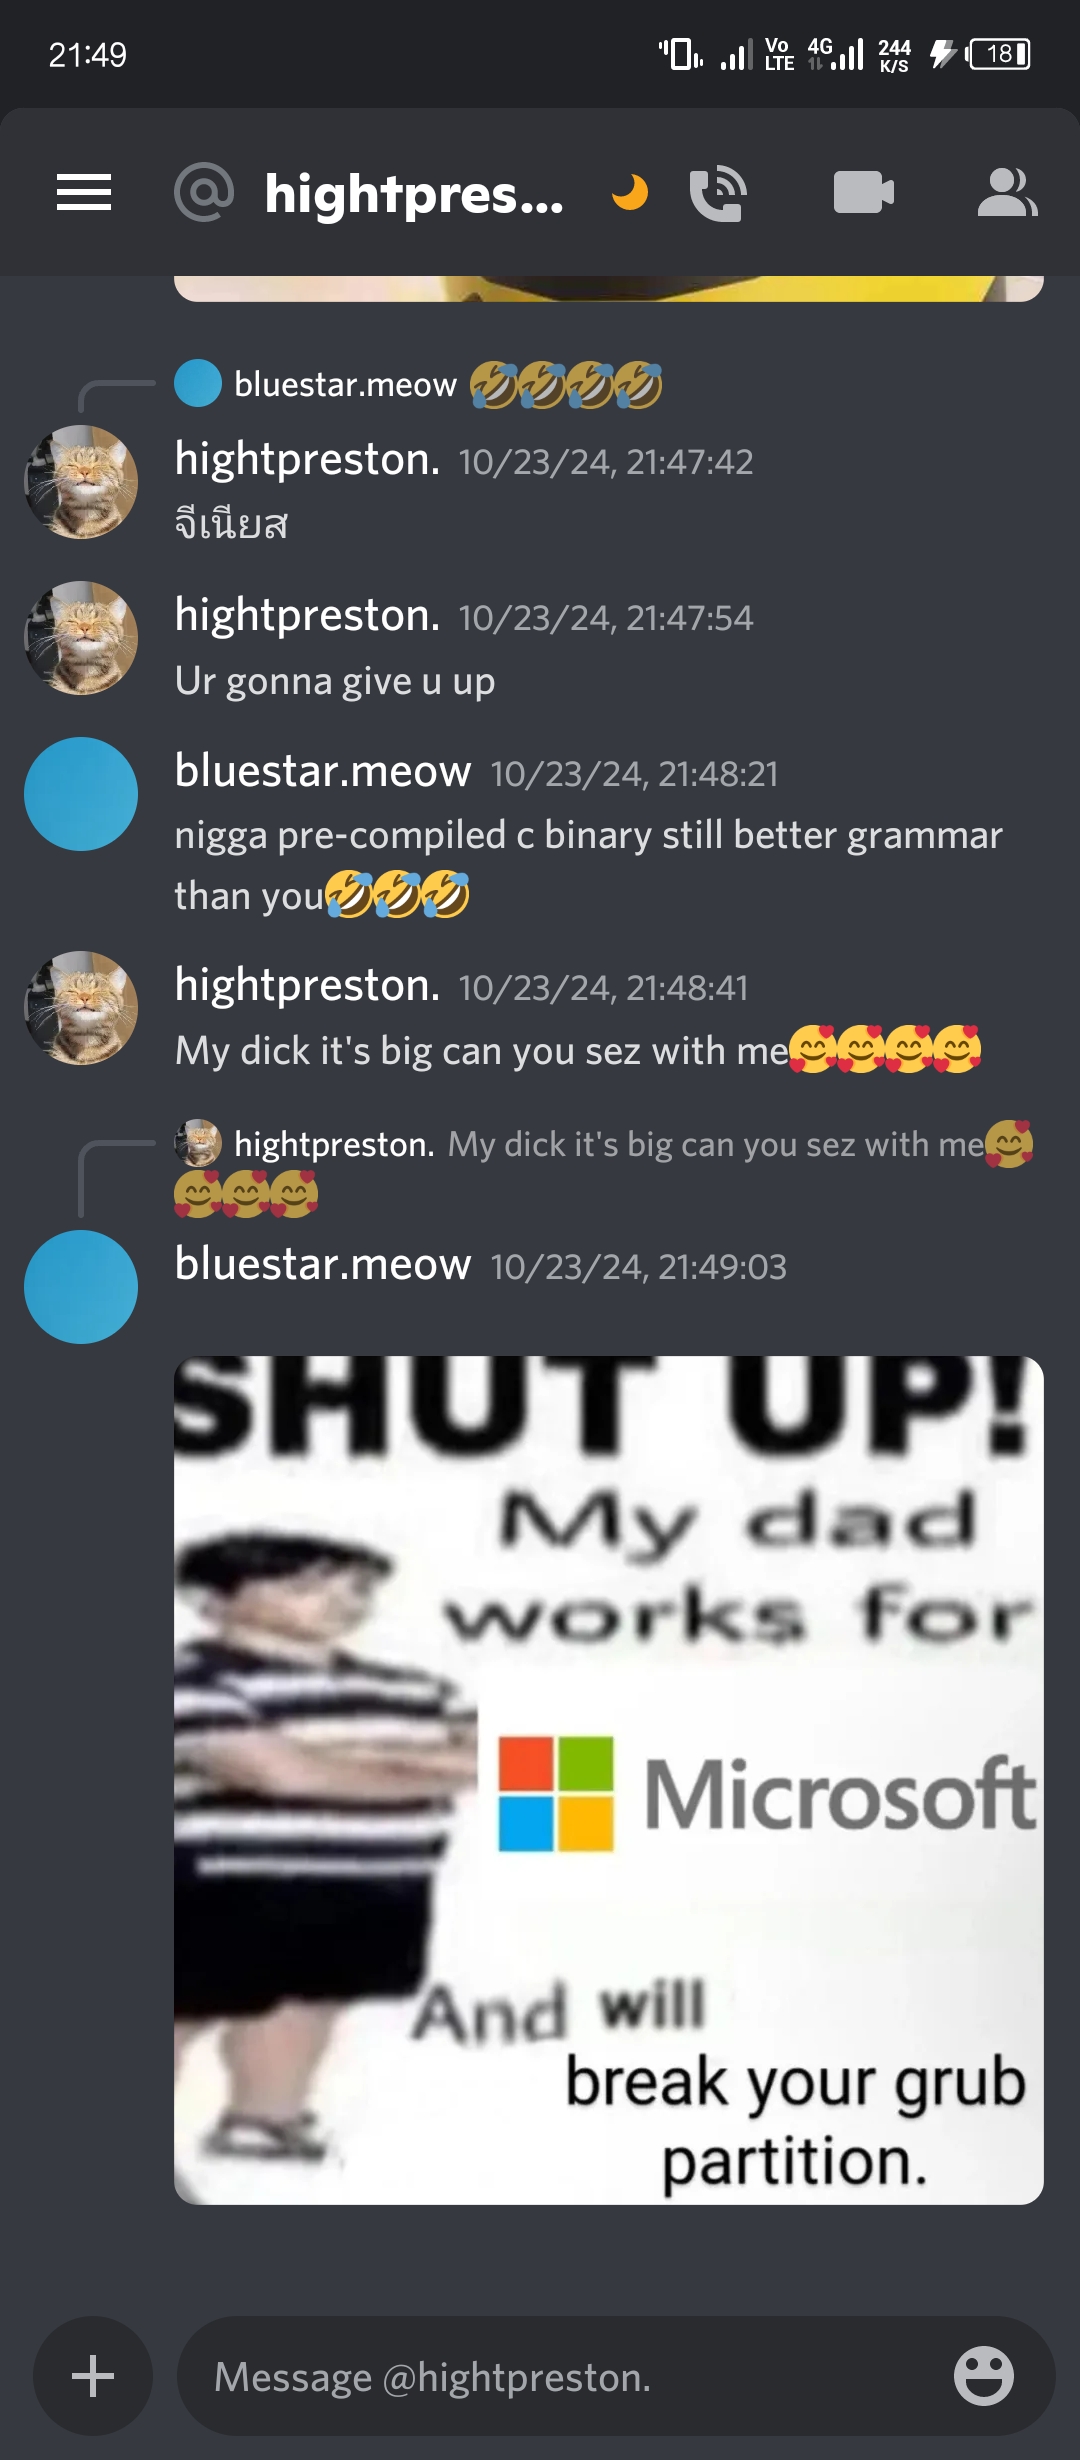 21:49
Vo LTE 4G 244 K/S 18
hightpres...
bluestar.meow 🤣🤣🤣🤣
hightpreston. 10/23/24, 21:47:42
จีเนียส
hightpreston. 10/23/24, 21:47:54
Ur gonna give u up
bluestar.meow 10/23/24, 21:48:21
nigga pre-compiled c binary still better grammar
than you🤣🤣🤣
hightpreston. 10/23/24, 21:48:41
My dick it's big can you sez with me🥰🥰🥰🥰
hightpreston. My dick it's big can you sez with me🥰
🥰🥰🥰
bluestar.meow 10/23/24, 21:49:03
SHUT UP!
My dad
works for
Microsoft
And will
break your grub
partition.
Message @hightpreston.